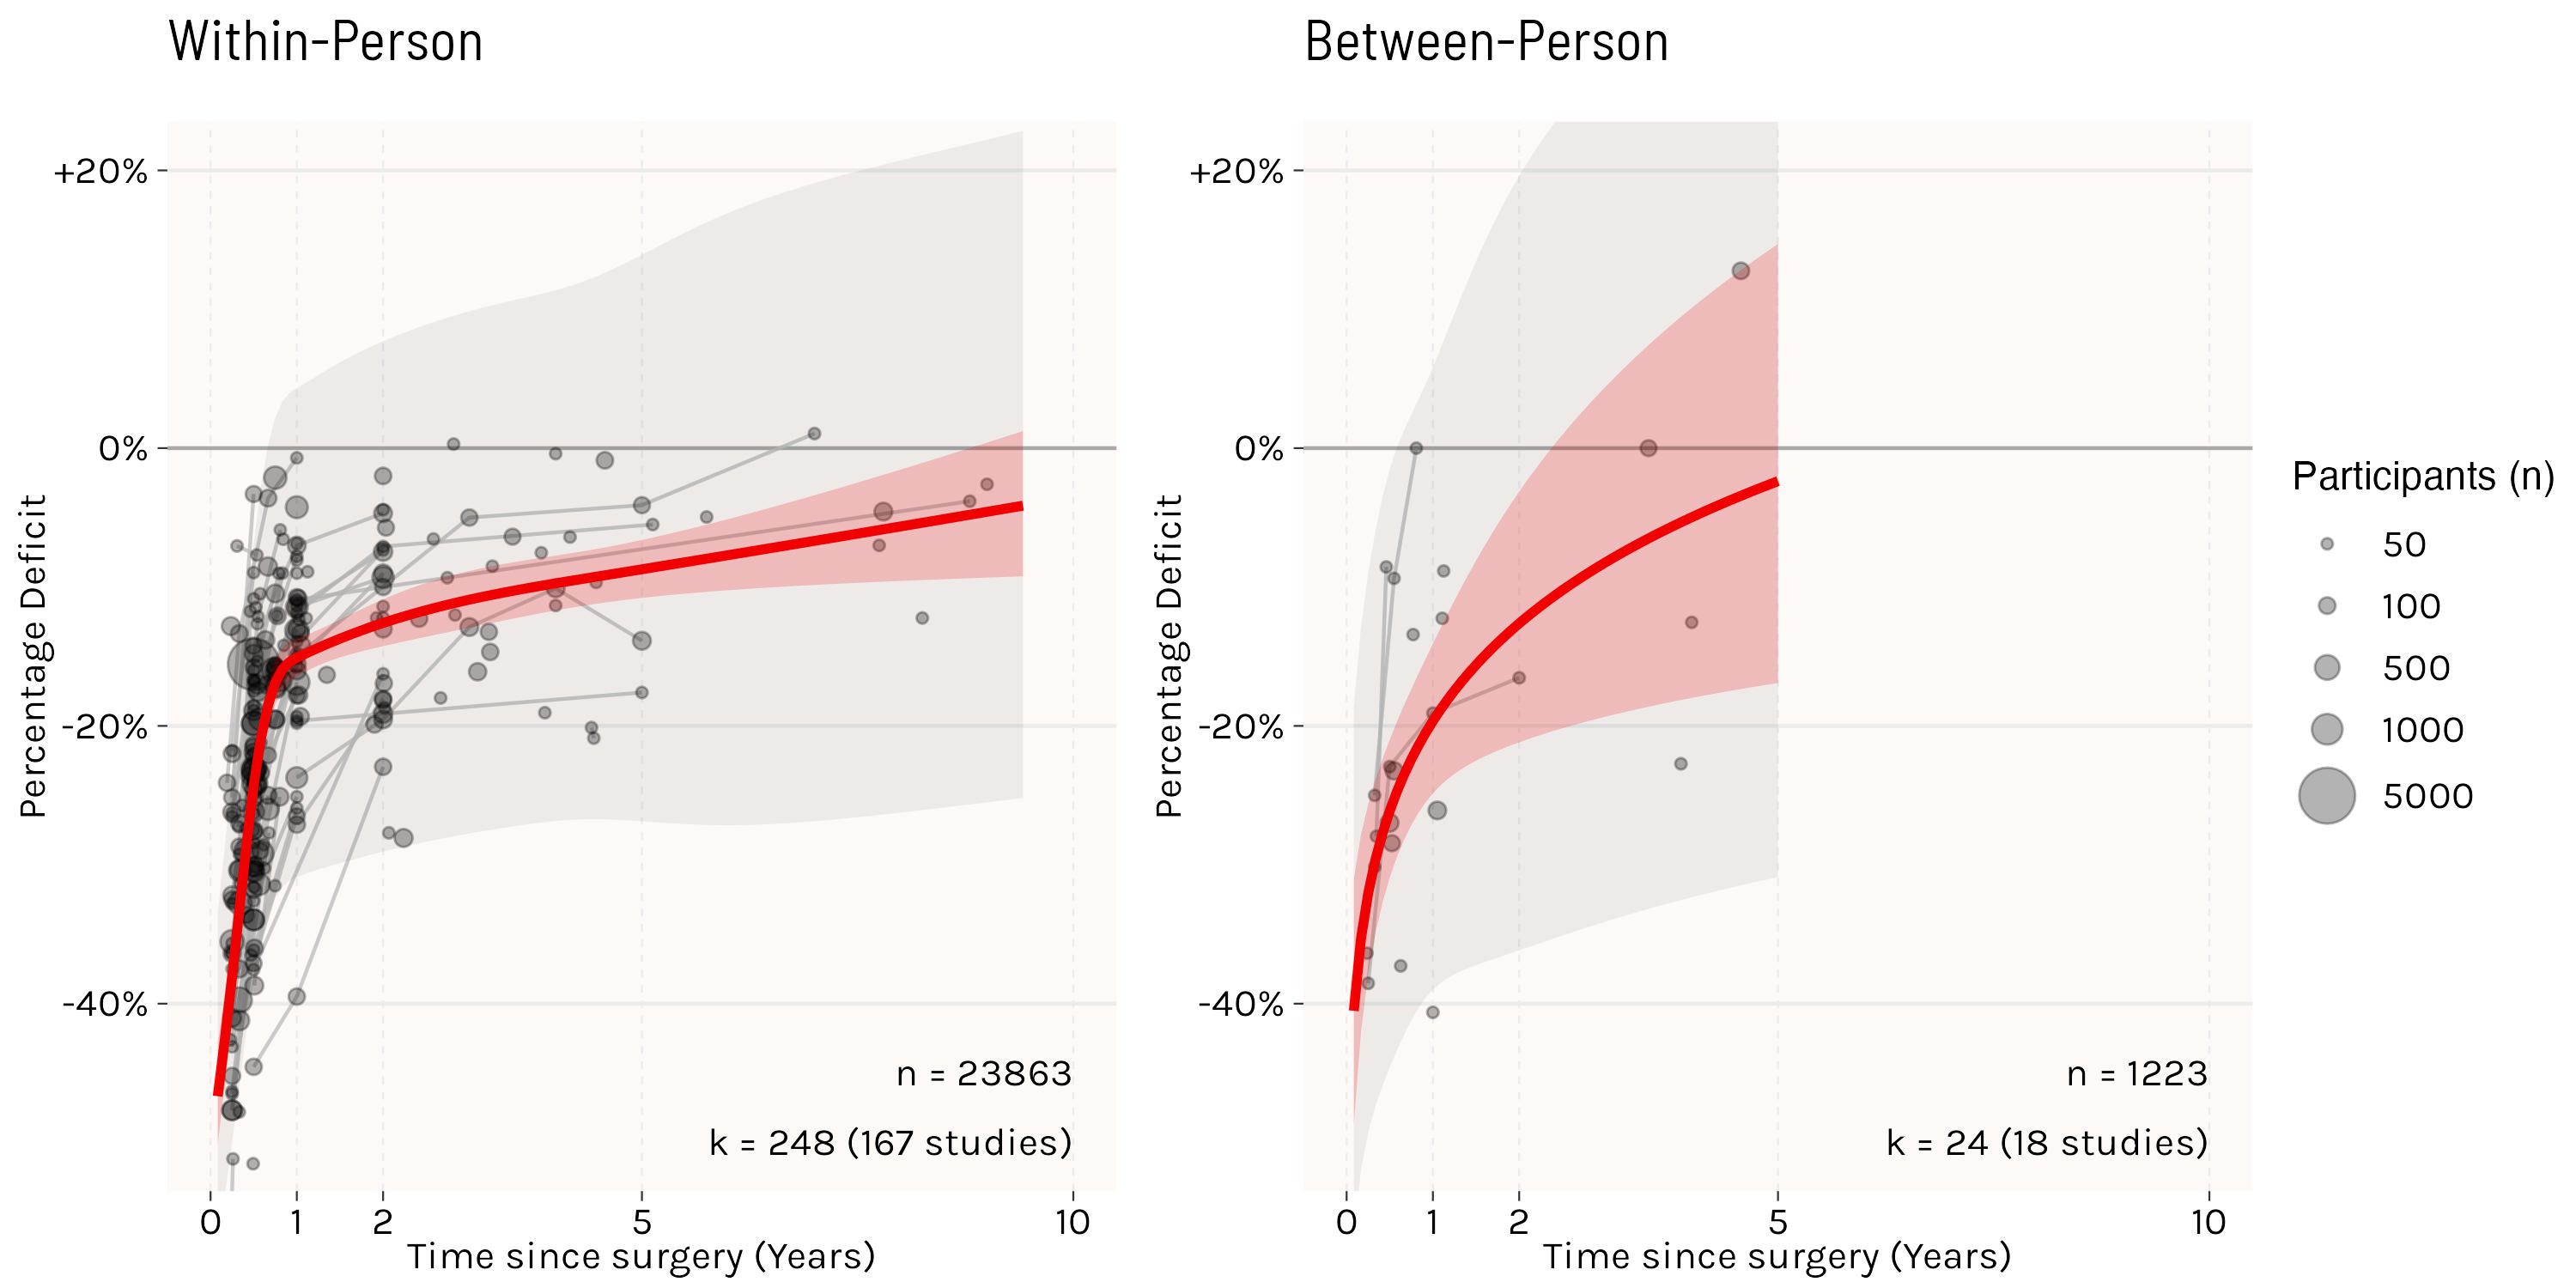 Within-Person
Percentage Deficit
+20%
0%
-20%
-40%
n = 23863
k = 248 (167 studies)
0 1 2 5 10
Time since surgery (Years)
Between-Person
Percentage Deficit
+20%
0%
-20%
-40%
n = 1223
k = 24 (18 studies)
0 1 2 5 10
Time since surgery (Years)
Participants (n)
50
100
500
1000
5000